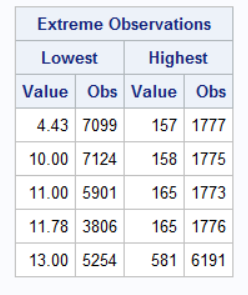 Extreme Observations
Lowest Highest
Value Obs Value Obs
4.43 7099 157 1777
10.00 7124 158 1775
11.00 5901 165 1773
11.78 3806 165 1776
13.00 5254 581 6191